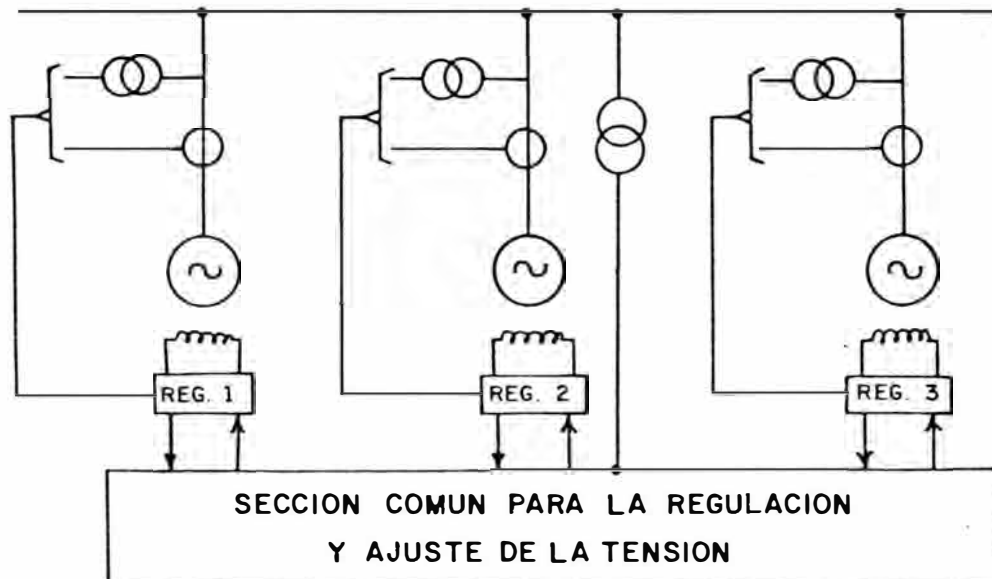 REG. 1
REG. 2
REG. 3
SECCION COMUN PARA LA REGULACION
Y AJUSTE DE LA TENSION